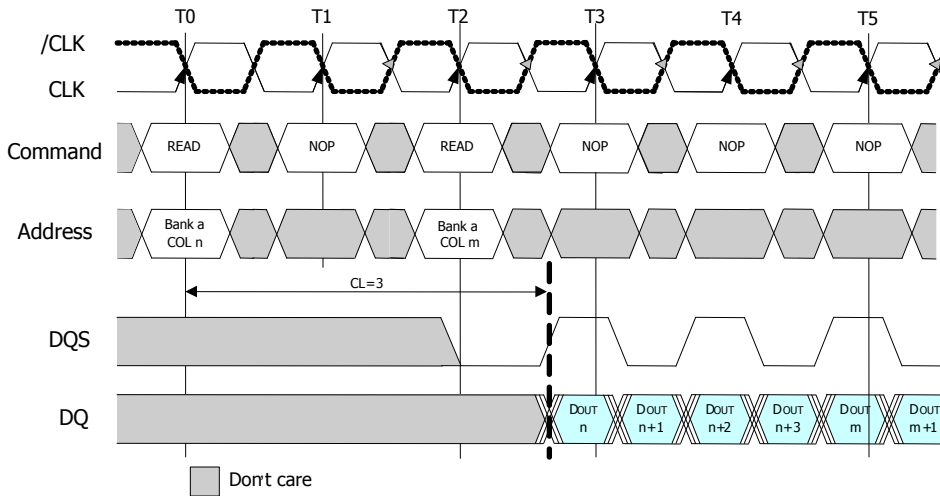 T0 T1 T2 T3 T4 T5
/CLK
CLK
Command READ NOP READ NOP NOP NOP
Address Bank a COL n Bank a COL m
CL=3
DQS
DQ DOUT n DOUT n+1 DOUT n+2 DOUT n+3 DOUT m DOUT m+1
Don't care